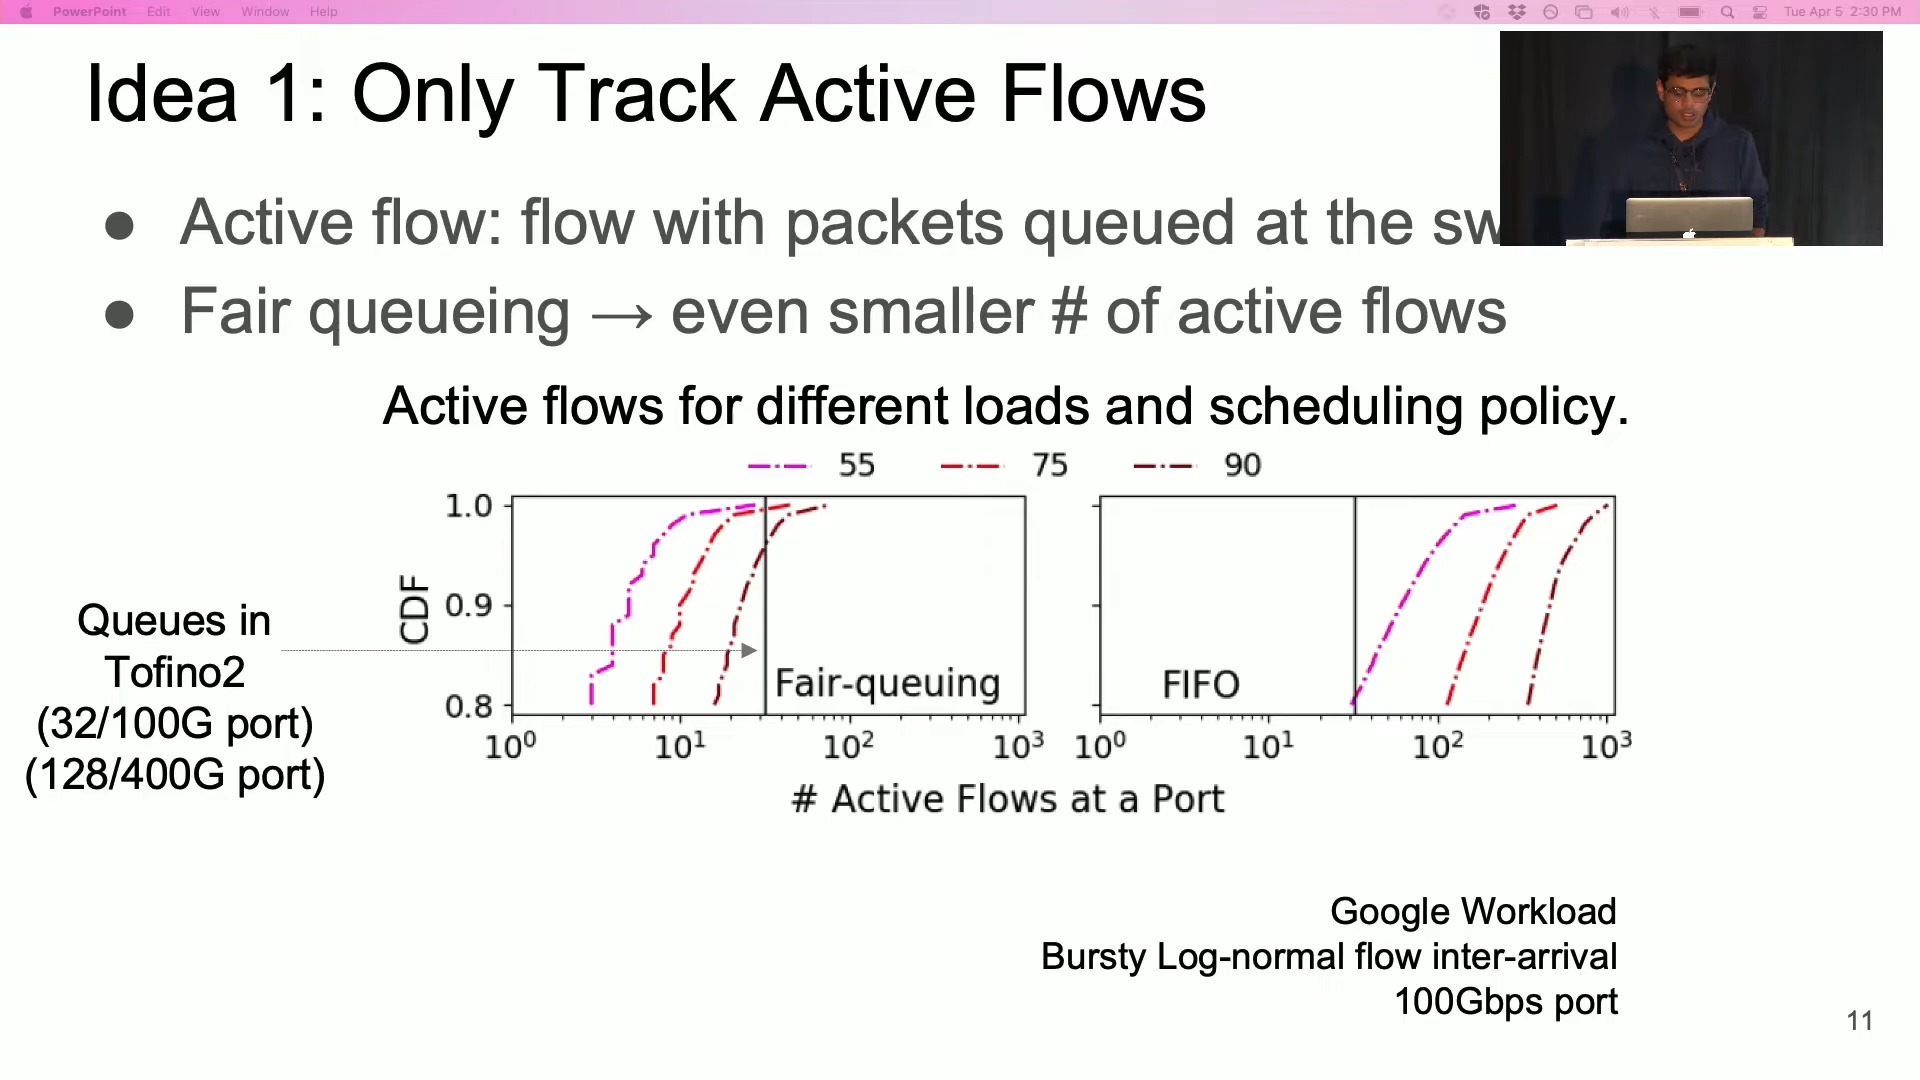 PowerPoint Edit View Window Help Tue Apr 5 2:30 PM
Idea 1: Only Track Active Flows
● Active flow: flow with packets queued at the sw
● Fair queueing → even smaller # of active flows
Active flows for different loads and scheduling policy.
55 75 90
1.0
0.9
0.8
CDF
Fair-queuing
FIFO
10⁰ 10¹ 10² 10³ 10⁰ 10¹ 10² 10³
# Active Flows at a Port
Queues in
Tofino2
(32/100G port)
(128/400G port)
Google Workload
Bursty Log-normal flow inter-arrival
100Gbps port
11